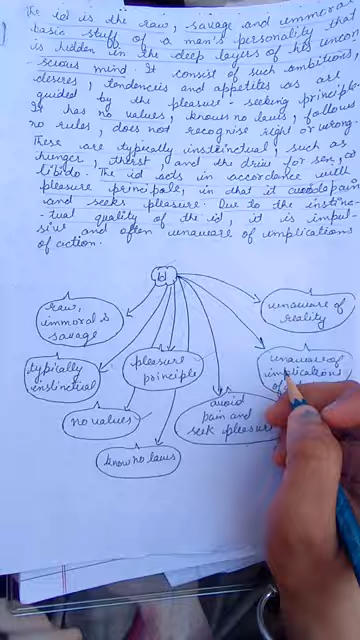 The id is the raw, savage and immoral
basic stuff of a man's personality that
is hidden in the deep layers of his uncon
scious mind. It consist of such ambitions,
desires, tendencies and appetites as are
guided by the pleasure-seeking principle.
It has no values, knows no laws, follows
no rules, does not recognise right or wrong.
These are typically instinctual, such as
hunger, thirst and the drive for sex, or
libido. The id acts in accordance with
pleasure principle, in that it avoid pain
and seeks pleasure. Due to the instinc-
tual quality of the id, it is impul-
sive and often unaware of implications
of action.
id
raw,
immoral &
savage
unaware of
reality
typically
instinctual
pleasure
principle
unaware of
implications
of
no values
avoid
pain and
seek pleasure
know no laws